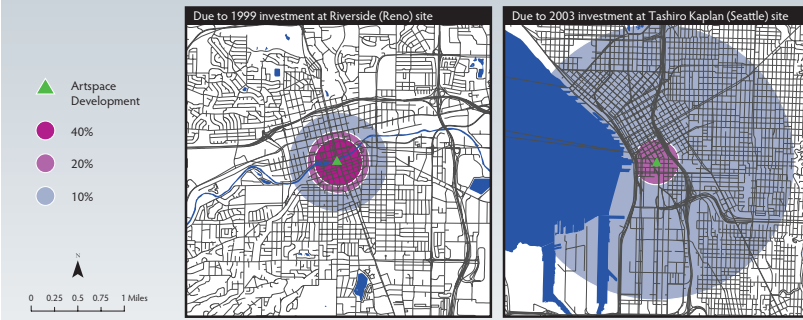 Due to 1999 investment at Riverside (Reno) site
Due to 2003 investment at Tashiro Kaplan (Seattle) site
Artspace
Development
40%
20%
10%
N
0 0.25 0.5 0.75 1 Miles